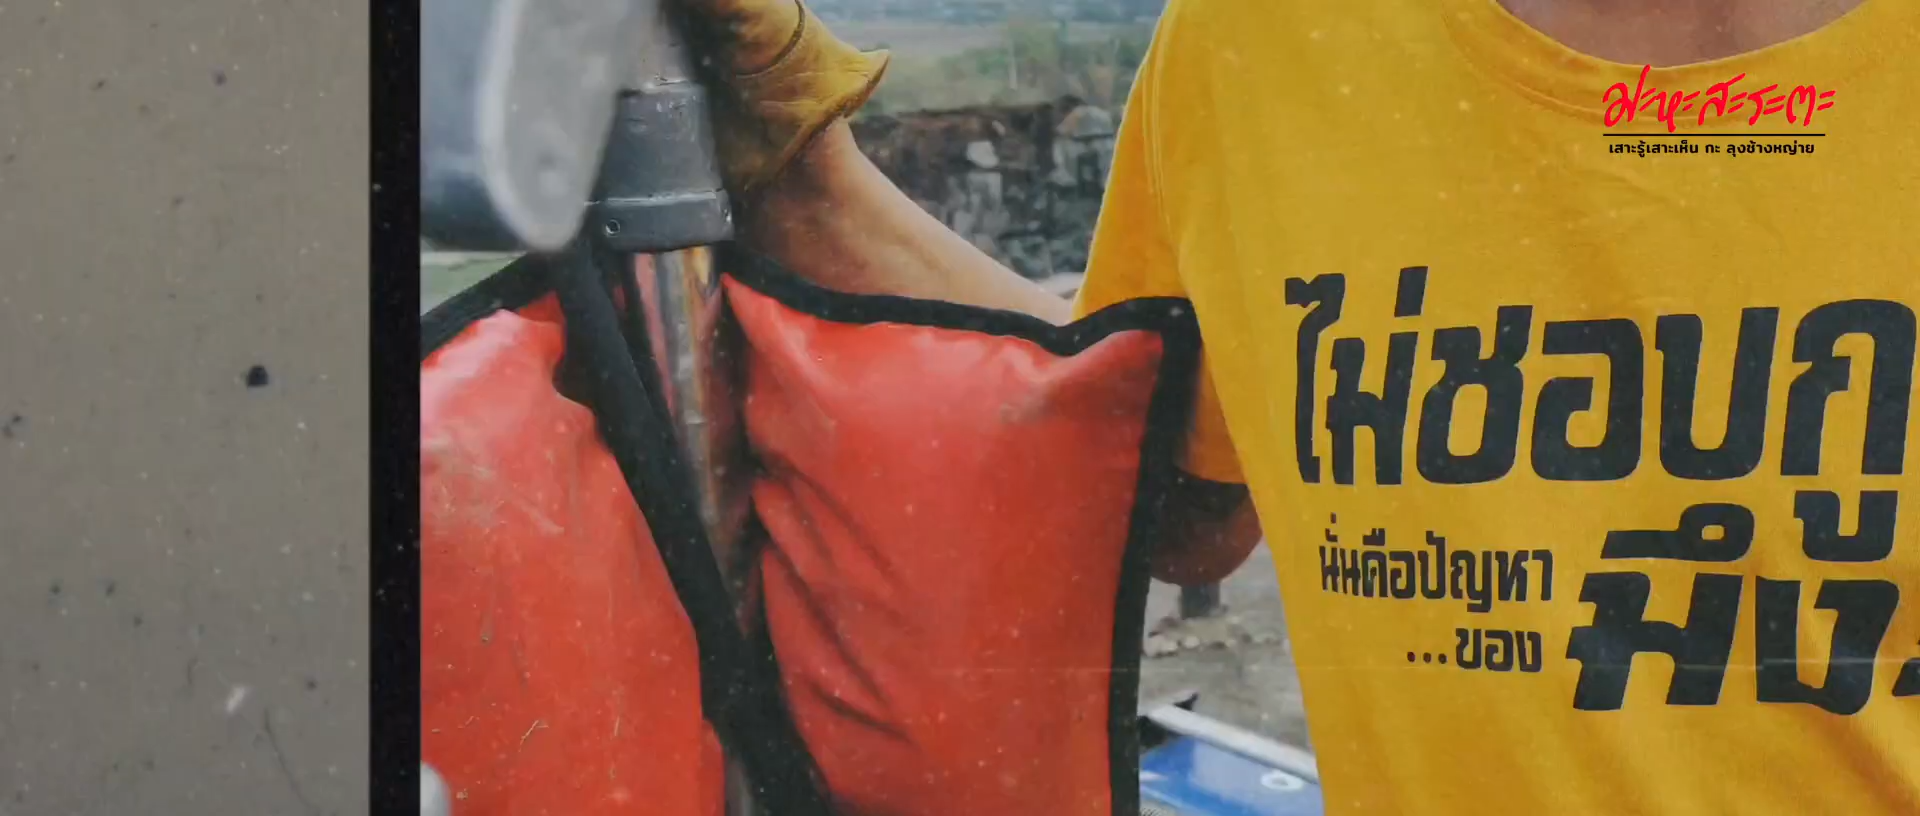 มะหะสะระตะ
เสาะรู้เสาะเห็น กะ ลุงช้างหญ่าย
ไม่ชอบกู
นั่นคือปัญหา
...ของ มึง